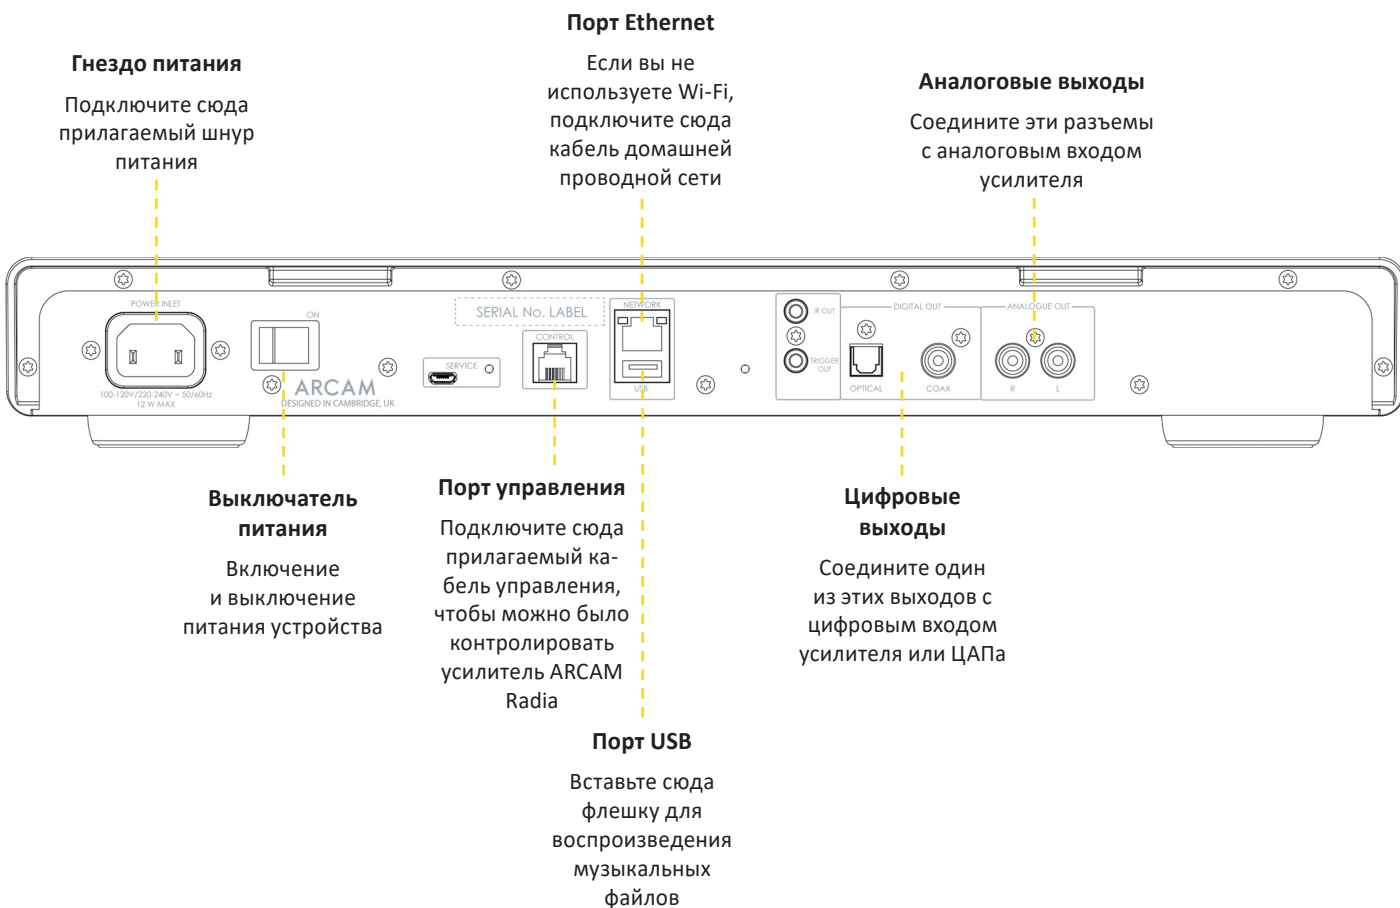 Порт Ethernet
Если вы не
используете Wi-Fi,
подключите сюда
кабель домашней
проводной сети
Гнездо питания
Подключите сюда
прилагаемый шнур
питания
Аналоговые выходы
Соедините эти разъемы
с аналоговым входом
усилителя
POWER INLET
ON
SERIAL No. LABEL
NETWORK
IR OUT
DIGITAL OUT
ANALOGUE OUT
CONTROL
SERVICE
TRIGGER
OUT
USB
OPTICAL
COAX
R
L
100-120V/220-240V ~ 50/60Hz
12 W MAX
ARCAM
DESIGNED IN CAMBRIDGE, UK
Выключатель
питания
Включение
и выключение
питания устройства
Порт управления
Подключите сюда
прилагаемый ка-
бель управления,
чтобы можно было
контролировать
усилитель ARCAM
Radia
Цифровые
выходы
Соедините один
из этих выходов с
цифровым входом
усилителя или ЦАПа
Порт USB
Вставьте сюда
флешку для
воспроизведения
музыкальных
файлов